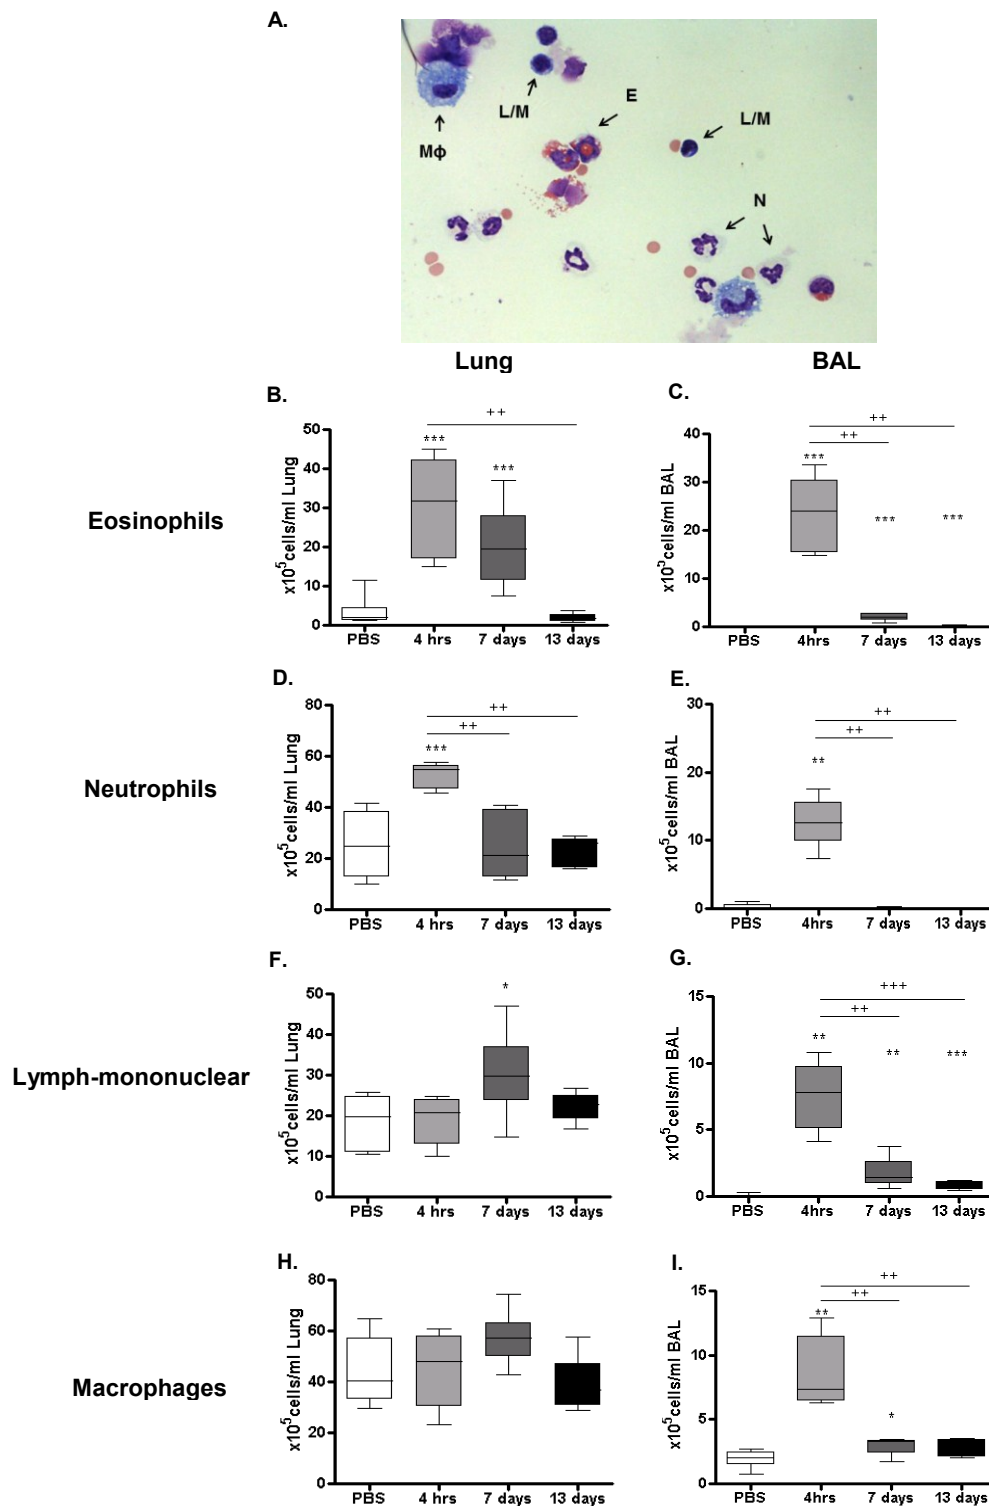 A.
L/M
E
L/M
Mϕ
N
Lung BAL
B. C.
Eosinophils
x10⁵cells/ml Lung
50
40
30
20
10
0
++
***
***
PBS 4 hrs 7 days 13 days
x10³cells/ml BAL
40
30
20
10
0
++
++
***
***
***
PBS 4hrs 7 days 13 days
D. E.
Neutrophils
x10⁵cells/ml Lung
80
60
40
20
0
++
++
***
PBS 4 hrs 7 days 13 days
x10⁵cells/ml BAL
30
20
10
0
++
++
**
PBS 4hrs 7 days 13 days
F. G.
Lymph-mononuclear
x10⁵cells/ml Lung
50
40
30
20
10
0
*
PBS 4 hrs 7 days 13 days
x10⁵cells/ml BAL
15
10
5
0
+++
++
**
**
***
PBS 4hrs 7 days 13 days
H. I.
Macrophages
x10⁵cells/ml Lung
80
60
40
20
0
PBS 4 hrs 7 days 13 days
x10⁵cells/ml BAL
15
10
5
0
++
++
**
*
PBS 4hrs 7 days 13 days